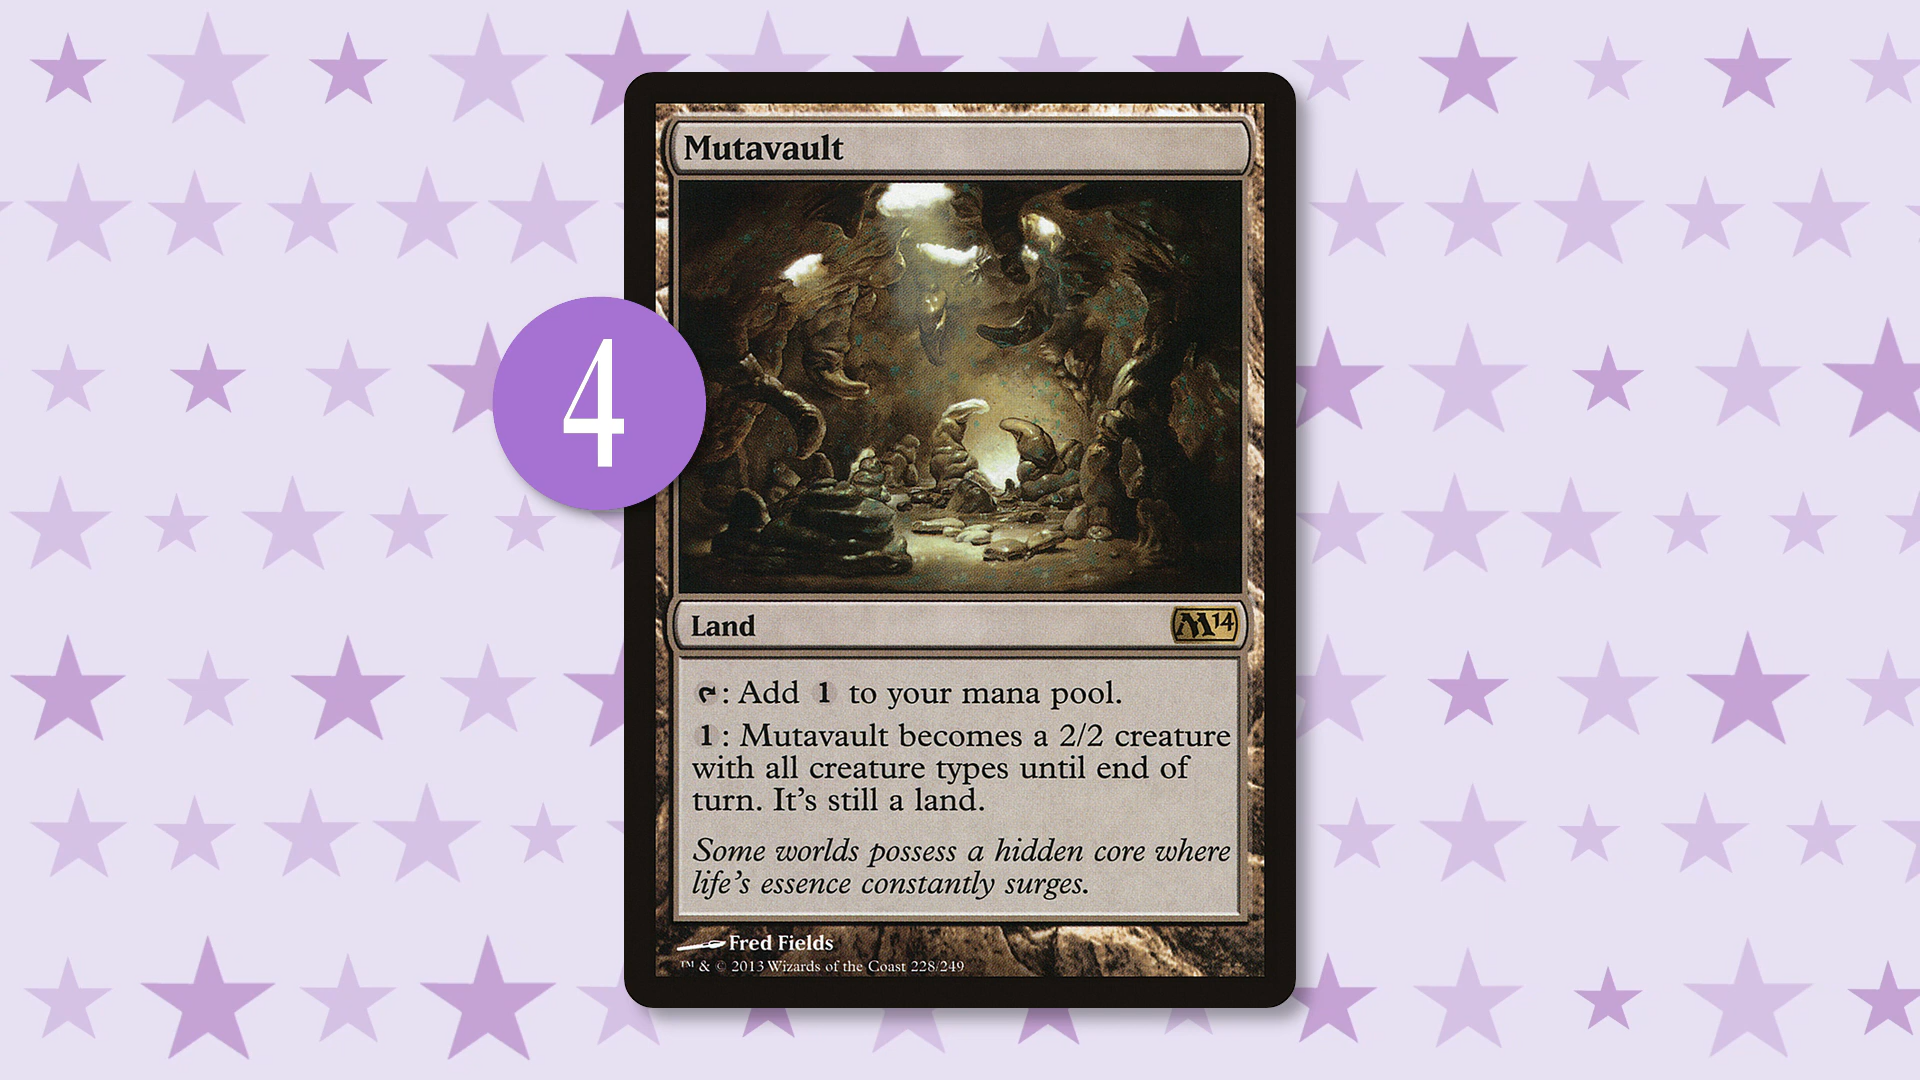 Mutavault
4
Land
M14
: Add 1 to your mana pool.
1: Mutavault becomes a 2/2 creature
with all creature types until end of
turn. It's still a land.
Some worlds possess a hidden core where
life's essence constantly surges.
Fred Fields
™ & © 2013 Wizards of the Coast 228/249